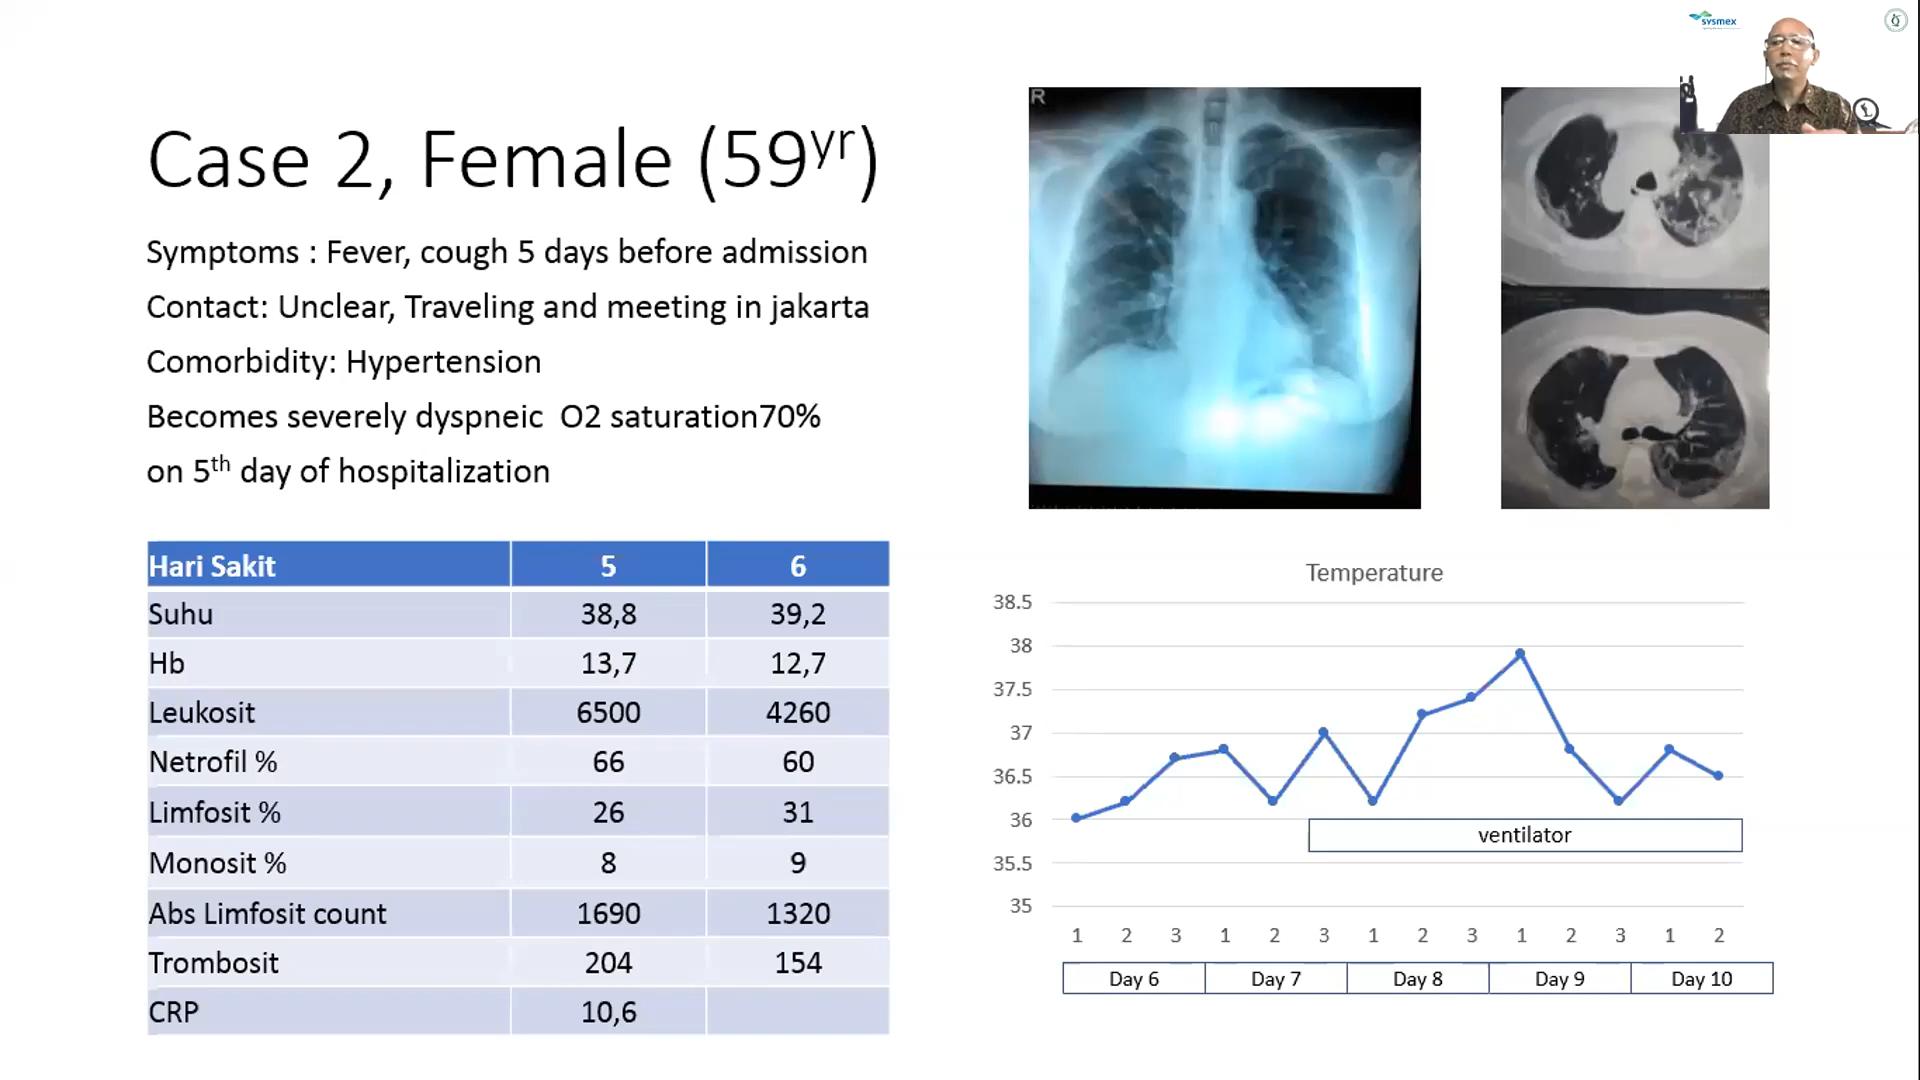 sysmex
Case 2, Female (59yr)
Symptoms : Fever, cough 5 days before admission
Contact: Unclear, Traveling and meeting in jakarta
Comorbidity: Hypertension
Becomes severely dyspneic O2 saturation70%
on 5th day of hospitalization
R
Hari Sakit 5 6
Suhu 38,8 39,2
Hb 13,7 12,7
Leukosit 6500 4260
Netrofil % 66 60
Limfosit % 26 31
Monosit % 8 9
Abs Limfosit count 1690 1320
Trombosit 204 154
CRP 10,6
Temperature
38.5
38
37.5
37
36.5
36
35.5
35
ventilator
1 2 3 1 2 3 1 2 3 1 2 3 1 2
Day 6 Day 7 Day 8 Day 9 Day 10